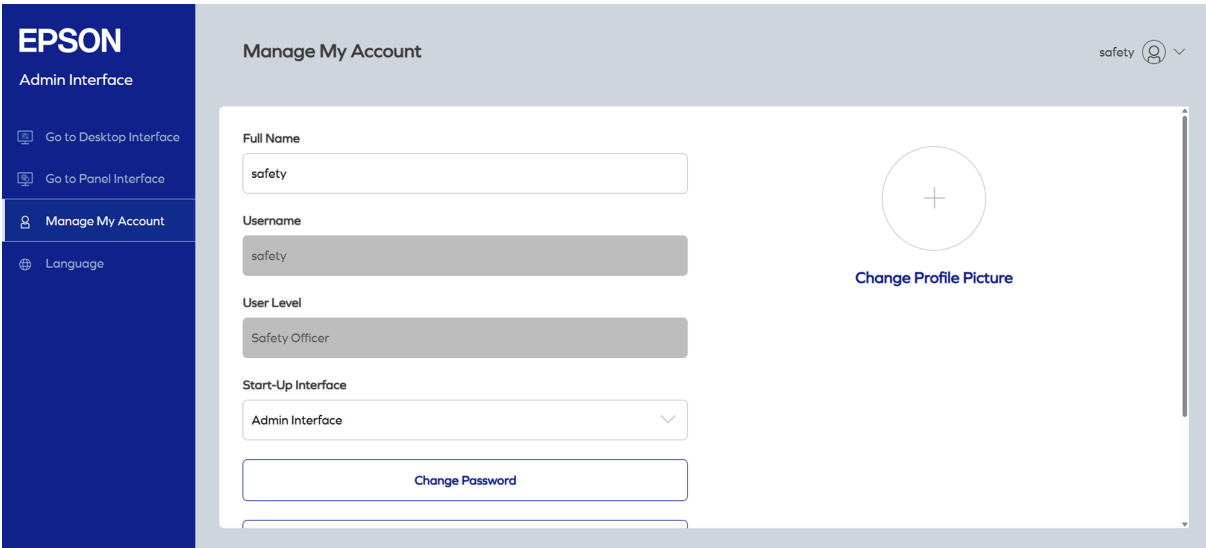 EPSON
Admin Interface
Go to Desktop Interface
Go to Panel Interface
Manage My Account
Language
Manage My Account
safety
Full Name
safety
Username
safety
User Level
Safety Officer
Start-Up Interface
Admin Interface
Change Password
Change Profile Picture